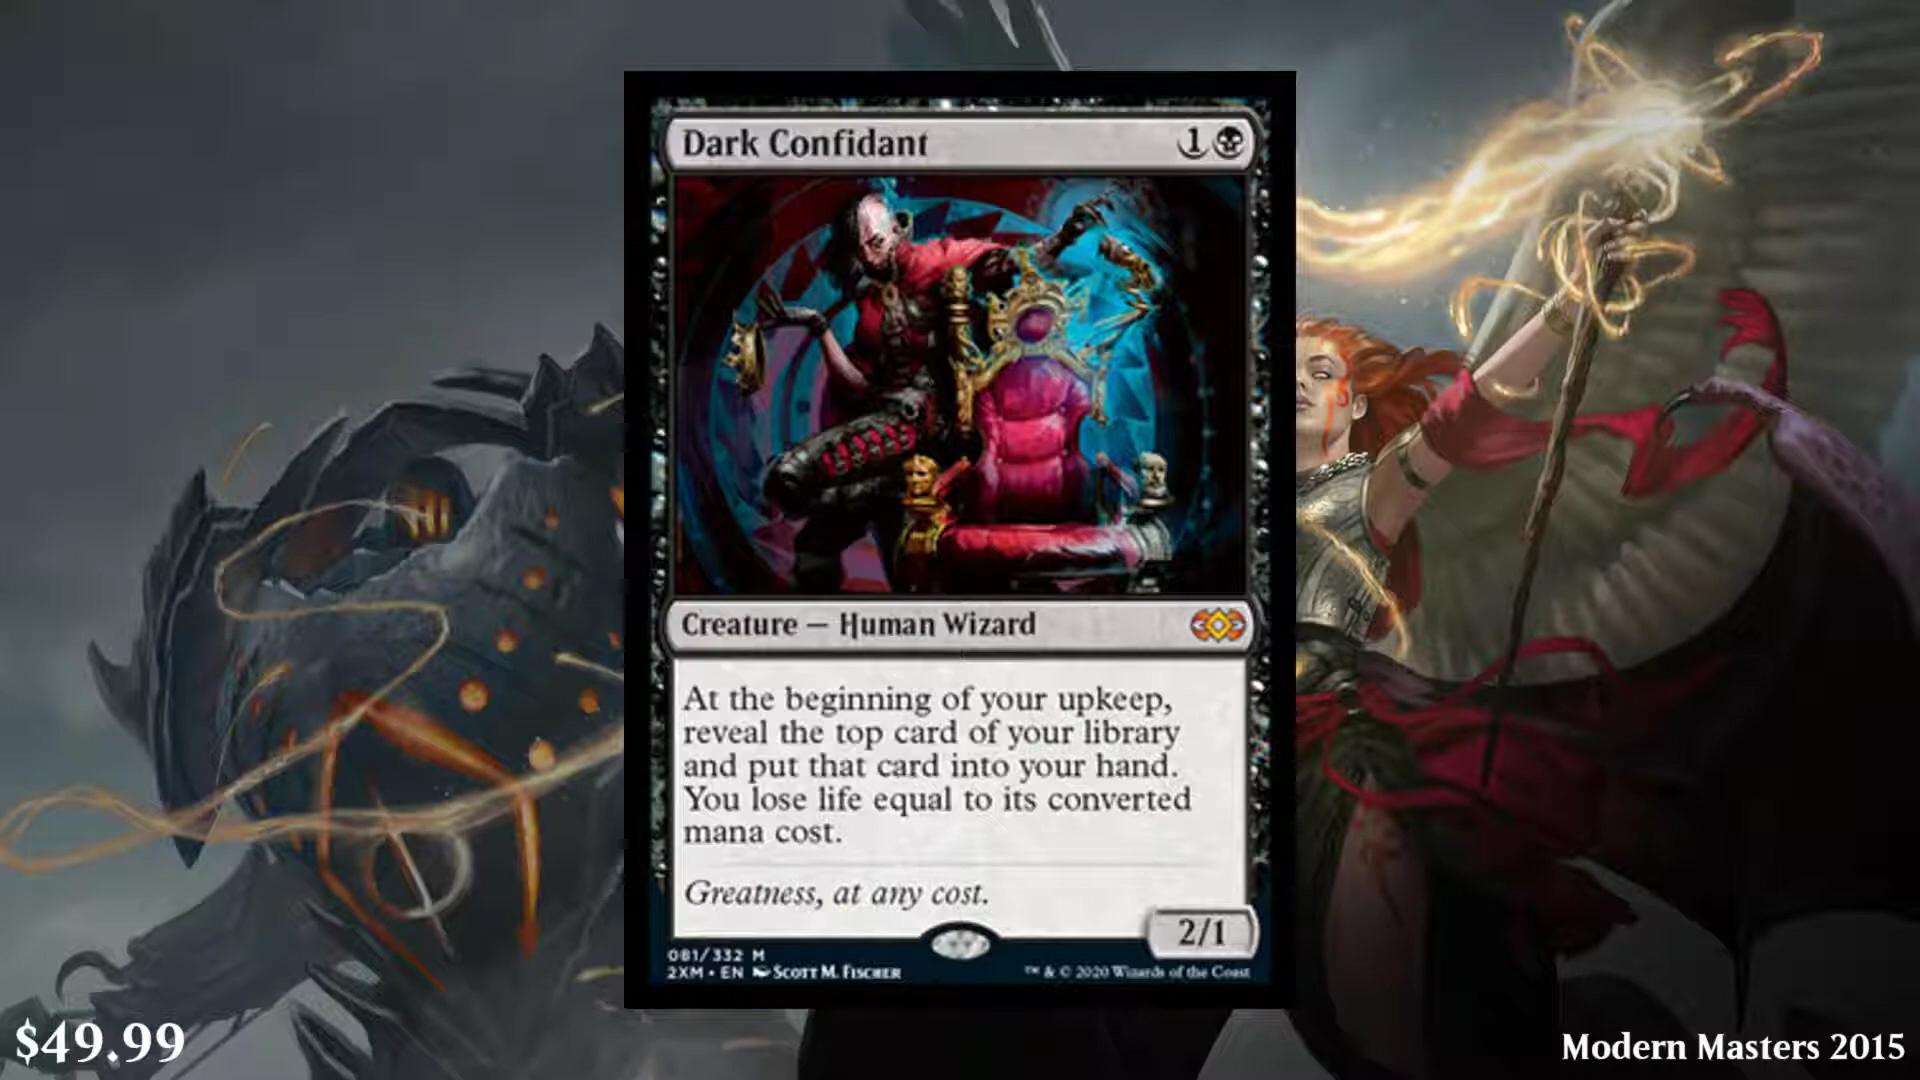 Dark Confidant 1
Creature — Human Wizard
At the beginning of your upkeep,
reveal the top card of your library
and put that card into your hand.
You lose life equal to its converted
mana cost.
Greatness, at any cost.
2/1
081/332 M
2XM • EN Scott M. Fischer
™ & © 2020 Wizards of the Coast
$49.99
Modern Masters 2015